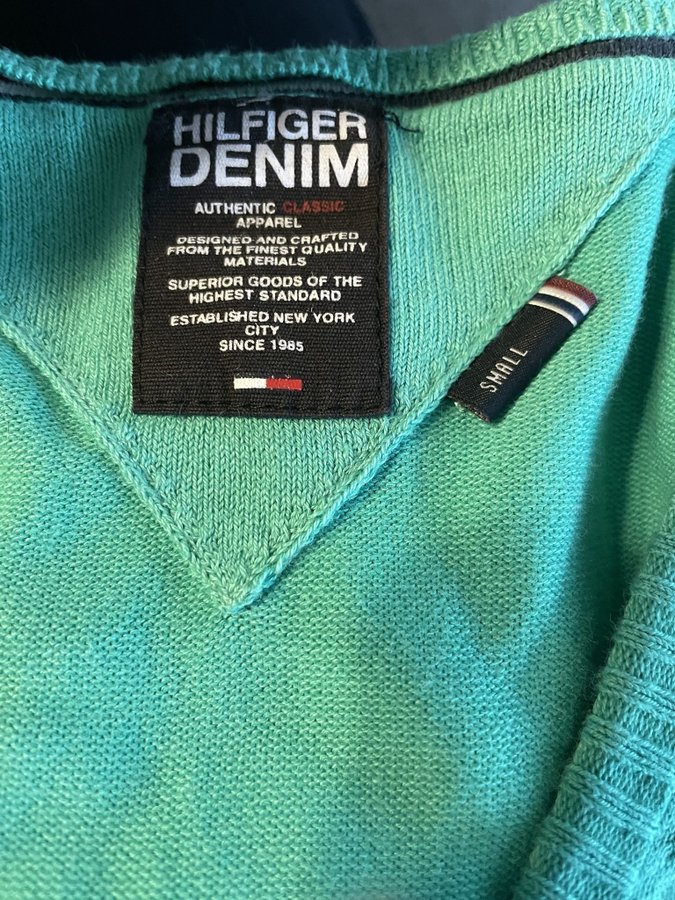 HILFIGER
DENIM
AUTHENTIC CLASSIC
APPAREL
DESIGNED AND CRAFTED
FROM THE FINEST QUALITY
MATERIALS
SUPERIOR GOODS OF THE
HIGHEST STANDARD
ESTABLISHED NEW YORK
CITY
SINCE 1985
SMALL